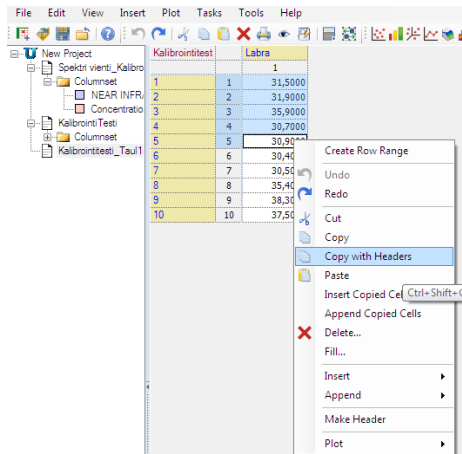 File Edit View Insert Plot Tasks Tools Help
New Project
Spektri vienti_Kalibro
Columnset
NEAR INFRA
Concentratio
KalibrointiTesti
Columnset
Kalibrointitesti_Taul1
Kalibrointitest Labra
1
1 1 31,5000
2 2 31,9000
3 3 35,9000
4 4 30,7000
5 5 30,9000
6 6 30,40
7 7 30,50
8 8 35,40
9 9 38,30
10 10 37,50
Create Row Range
Undo
Redo
Cut
Copy
Copy with Headers
Paste
Insert Copied Cel
Ctrl+Shift+C
Append Copied Cells
Delete...
Fill...
Insert
Append
Make Header
Plot